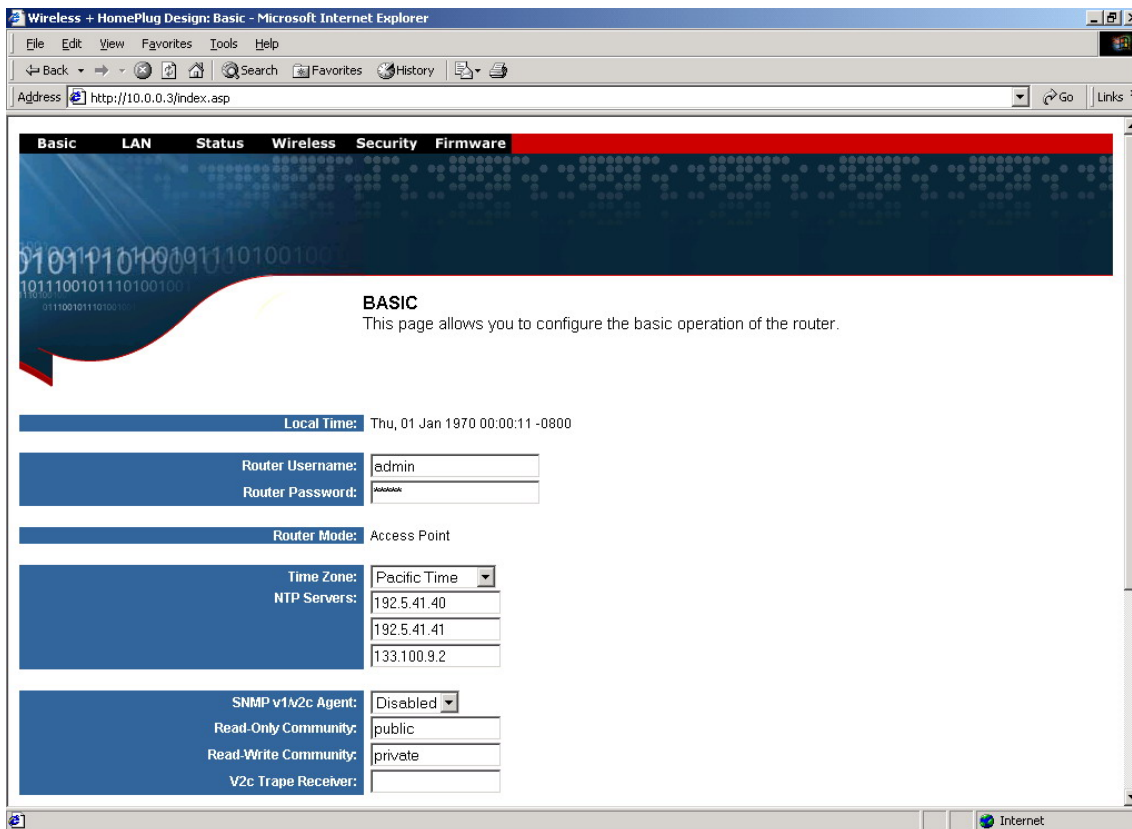 Wireless + HomePlug Design: Basic - Microsoft Internet Explorer
File Edit View Favorites Tools Help
Back Search Favorites History
Address http://10.0.0.3/index.asp Go Links
Basic LAN Status Wireless Security Firmware
BASIC
This page allows you to configure the basic operation of the router.
Local Time: Thu, 01 Jan 1970 00:00:11 -0800
Router Username: admin
Router Password: ******
Router Mode: Access Point
Time Zone: Pacific Time
NTP Servers: 192.5.41.40
192.5.41.41
133.100.9.2
SNMP v1/v2c Agent: Disabled
Read-Only Community: public
Read-Write Community: private
V2c Trape Receiver:
Internet